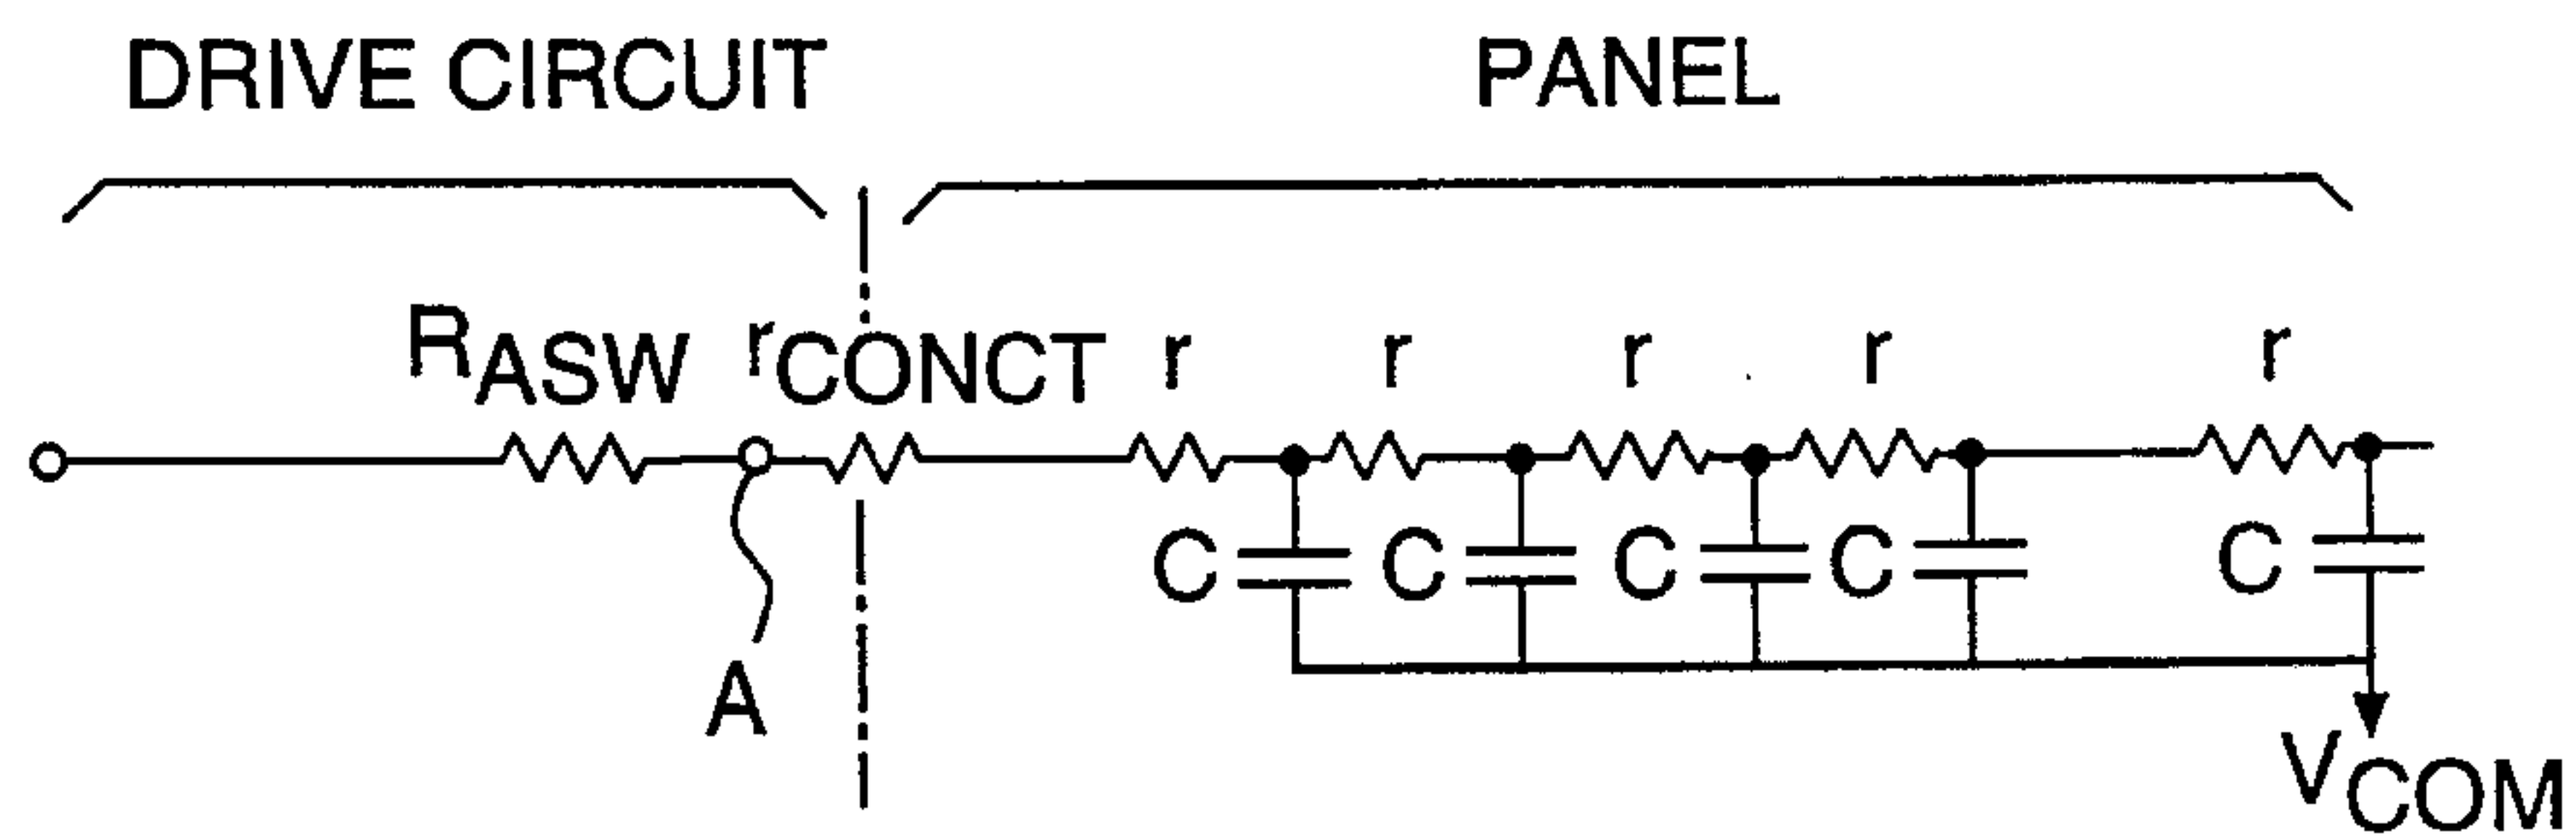 DRIVE CIRCUIT PANEL
RASW rCONCT r r r r r
C C C C C
A
VCOM